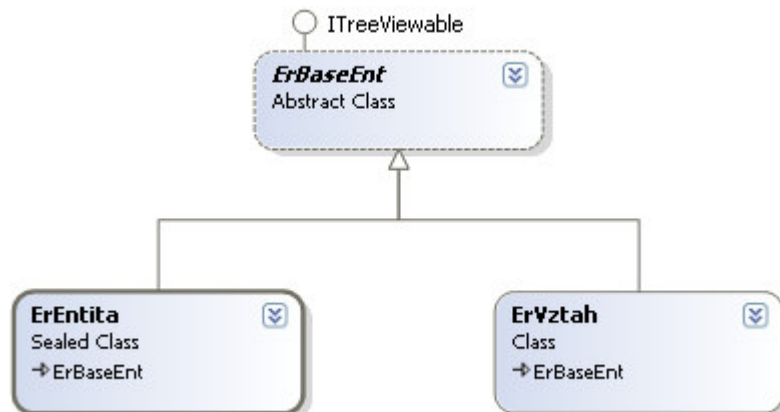 ITreeViewable
ErBaseEnt
Abstract Class
ErEntita
Sealed Class
ErBaseEnt
ErVztah
Class
ErBaseEnt